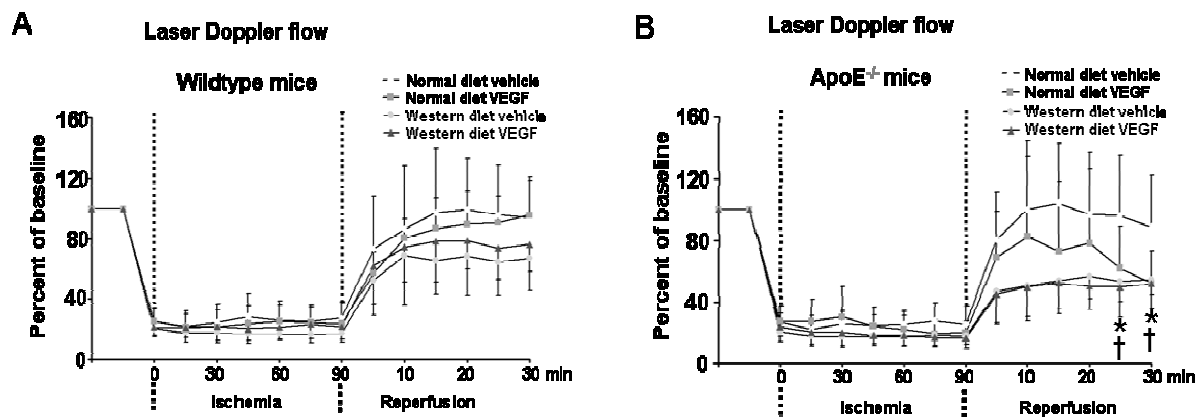 A
Laser Doppler flow
Wildtype mice
Normal diet vehicle
Normal diet VEGF
Western diet vehicle
Western diet VEGF
Percent of baseline
160
120
80
40
0
0 30 60 90 10 20 30 min
Ischemia Reperfusion
B
Laser Doppler flow
ApoE-/- mice
Normal diet vehicle
Normal diet VEGF
Western diet vehicle
Western diet VEGF
Percent of baseline
160
120
80
40
0
* *
† †
0 30 60 90 10 20 30 min
Ischemia Reperfusion